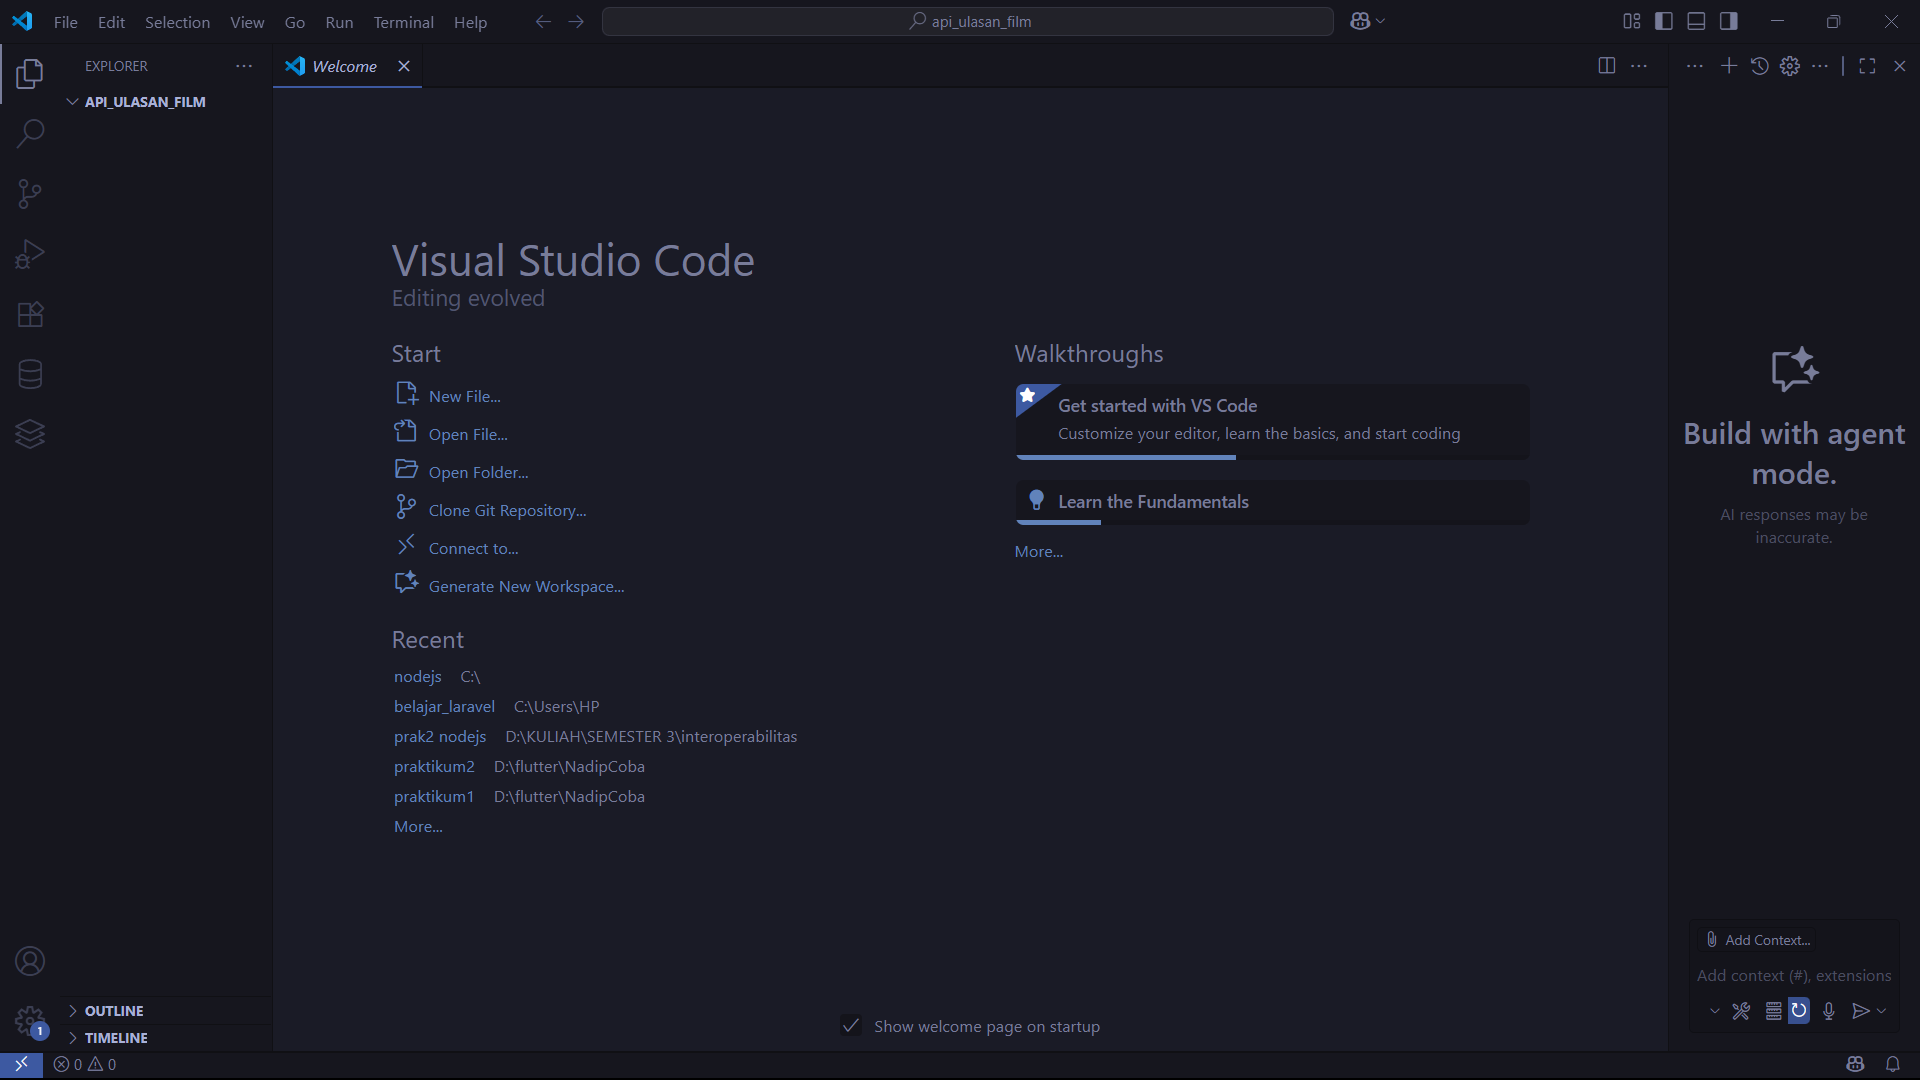 File Edit Selection View Go Run Terminal Help
api_ulasan_film
EXPLORER
API_ULASAN_FILM
Welcome
Visual Studio Code
Editing evolved
Start
New File...
Open File...
Open Folder...
Clone Git Repository...
Connect to...
Generate New Workspace...
Recent
nodejs C:\
belajar_laravel C:\Users\HP
prak2 nodejs D:\KULIAH\SEMESTER 3\interoperabilitas
praktikum2 D:\flutter\NadipCoba
praktikum1 D:\flutter\NadipCoba
More...
Walkthroughs
Get started with VS Code
Customize your editor, learn the basics, and start coding
Learn the Fundamentals
More...
Show welcome page on startup
Build with agent
mode.
AI responses may be
inaccurate.
Add Context...
Add context (#), extensions
OUTLINE
TIMELINE
1
0 0